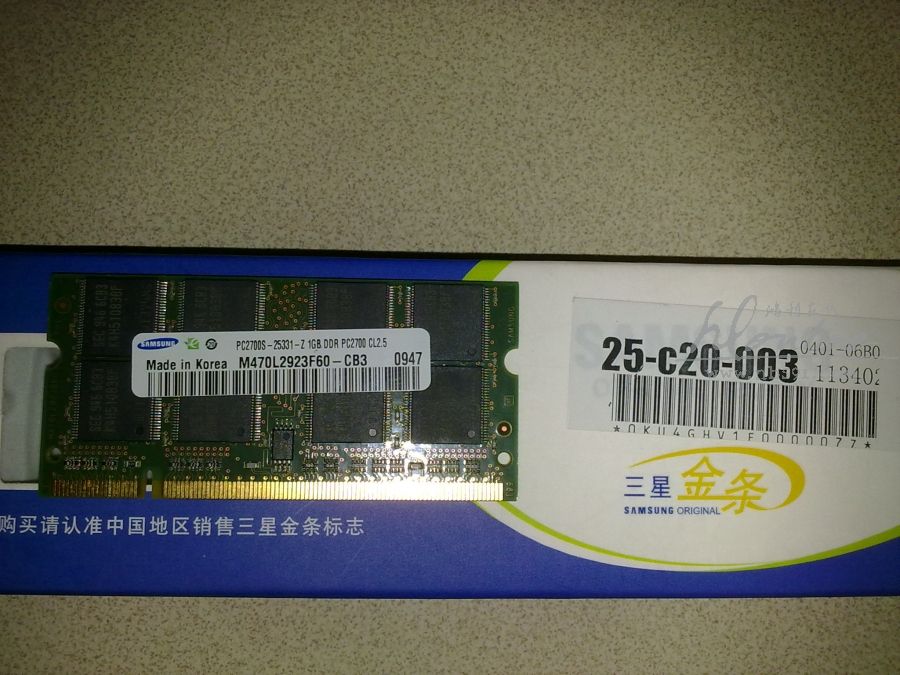 SAMSUNG PC2700S-25331-Z 1GB DDR PC2700 CL2.5
Made in Korea M470L2923F60-CB3 0947
25-c20-003 0401-06B0
113402
*0KU4GHV1F0000077*
三星金条
SAMSUNG ORIGINAL
购买请认准中国地区销售三星金条标志